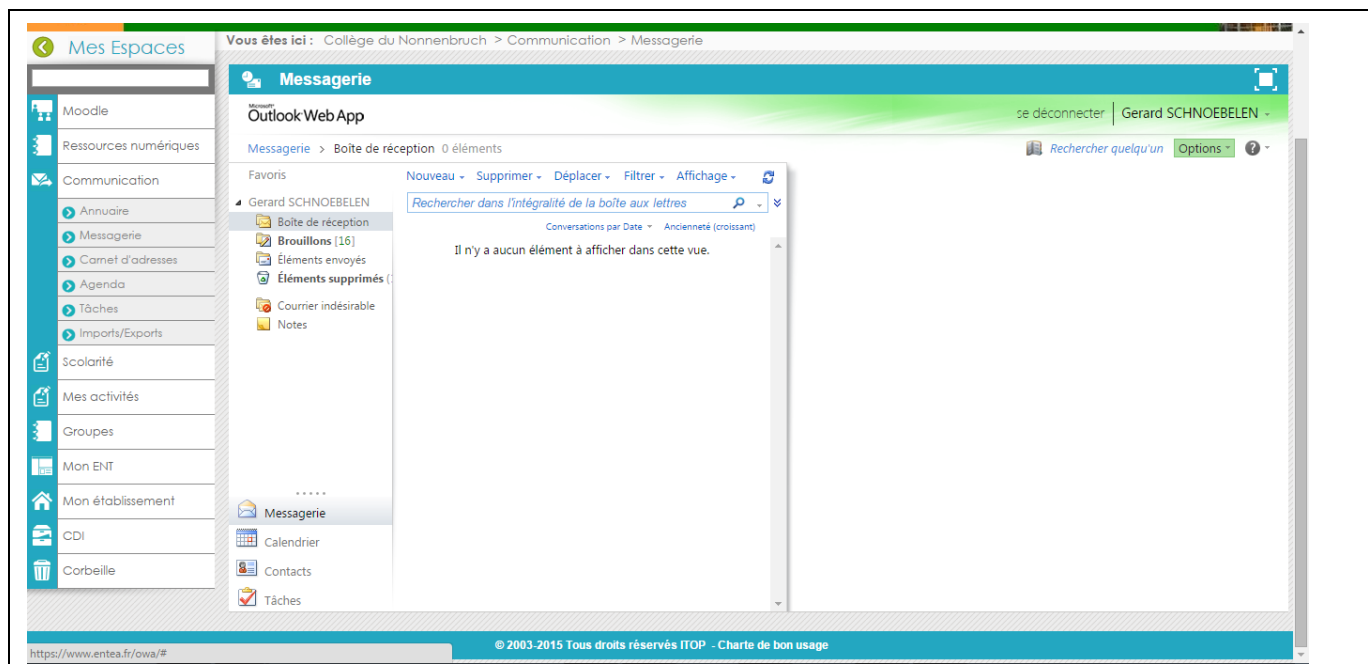 Mes Espaces
Vous êtes ici : Collège du Nonnenbruch > Communication > Messagerie
Messagerie
Moodle
Ressources numériques
Communication
Annuaire
Messagerie
Carnet d'adresses
Agenda
Tâches
Imports/Exports
Scolarité
Mes activités
Groupes
Mon ENT
Mon établissement
CDI
Corbeille
Microsoft®
Outlook Web App
se déconnecter Gerard SCHNOEBELEN
Messagerie > Boîte de réception 0 éléments
Rechercher quelqu'un Options
Favoris
Gerard SCHNOEBELEN
Boîte de réception
Brouillons [16]
Éléments envoyés
Éléments supprimés (
Courrier indésirable
Notes
Messagerie
Calendrier
Contacts
Tâches
Nouveau Supprimer Déplacer Filtrer Affichage
Rechercher dans l'intégralité de la boîte aux lettres
Conversations par Date Ancienneté (croissant)
Il n'y a aucun élément à afficher dans cette vue.
© 2003-2015 Tous droits réservés ITOP - Charte de bon usage
https://www.entea.fr/owa/#